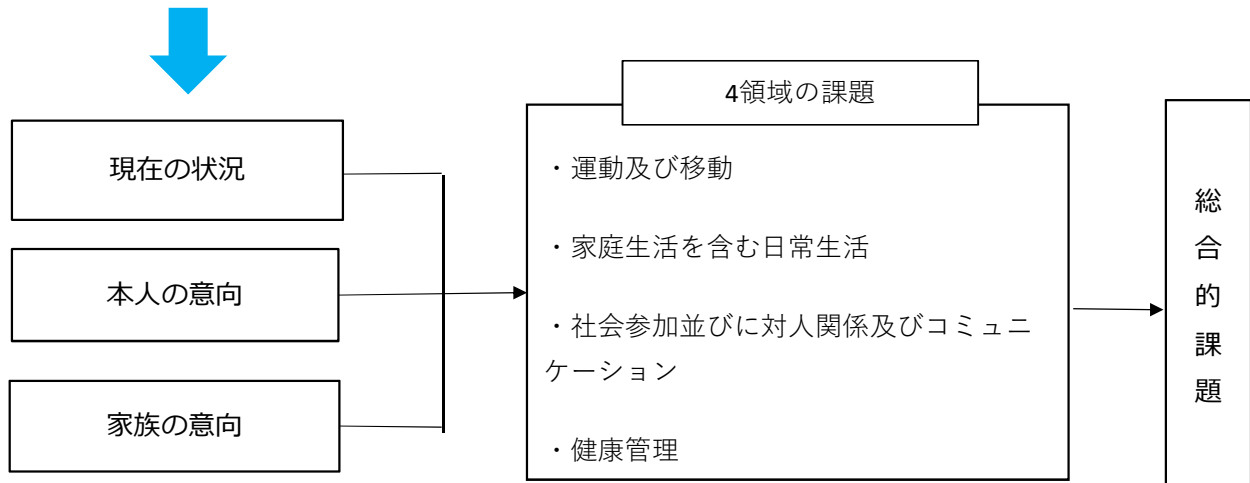 現在の状況
本人の意向
家族の意向
4領域の課題
・運動及び移動
・家庭生活を含む日常生活
・社会参加並びに対人関係及びコミュニ
ケーション
・健康管理
総合的課題